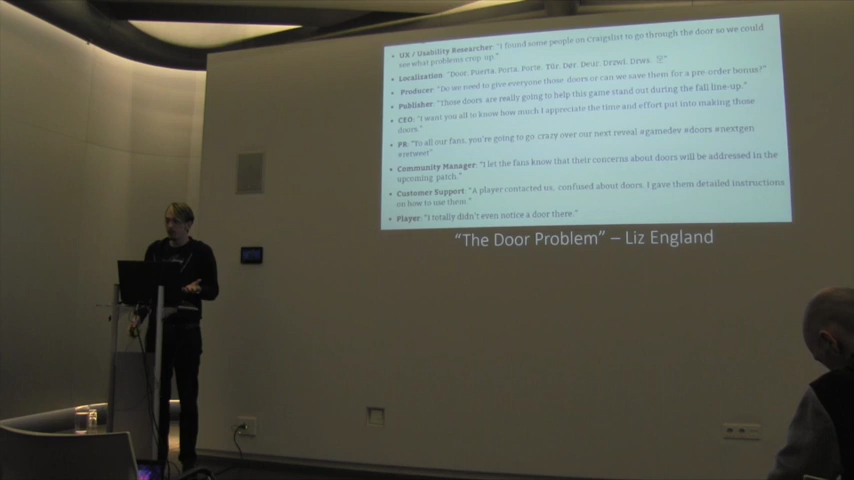 • UX / Usability Researcher: "I found some people on Craigslist to go through the door so we could
see what problems crop up."
• Localization: "Door. Puerta. Porta. Porte. Tür. Dør. Deur. Drzwi. Drws. 문"
• Producer: "Do we need to give everyone those doors or can we save them for a pre-order bonus?"
• Publisher: "Those doors are really going to help this game stand out during the fall line-up."
• CEO: "I want you all to know how much I appreciate the time and effort put into making those
doors."
• PR: "To all our fans, you're going to go crazy over our next reveal #gamedev #doors #nextgen
#retweet"
• Community Manager: "I let the fans know that their concerns about doors will be addressed in the
upcoming patch."
• Customer Support: "A player contacted us, confused about doors. I gave them detailed instructions
on how to use them."
• Player: "I totally didn't even notice a door there."
"The Door Problem" – Liz England